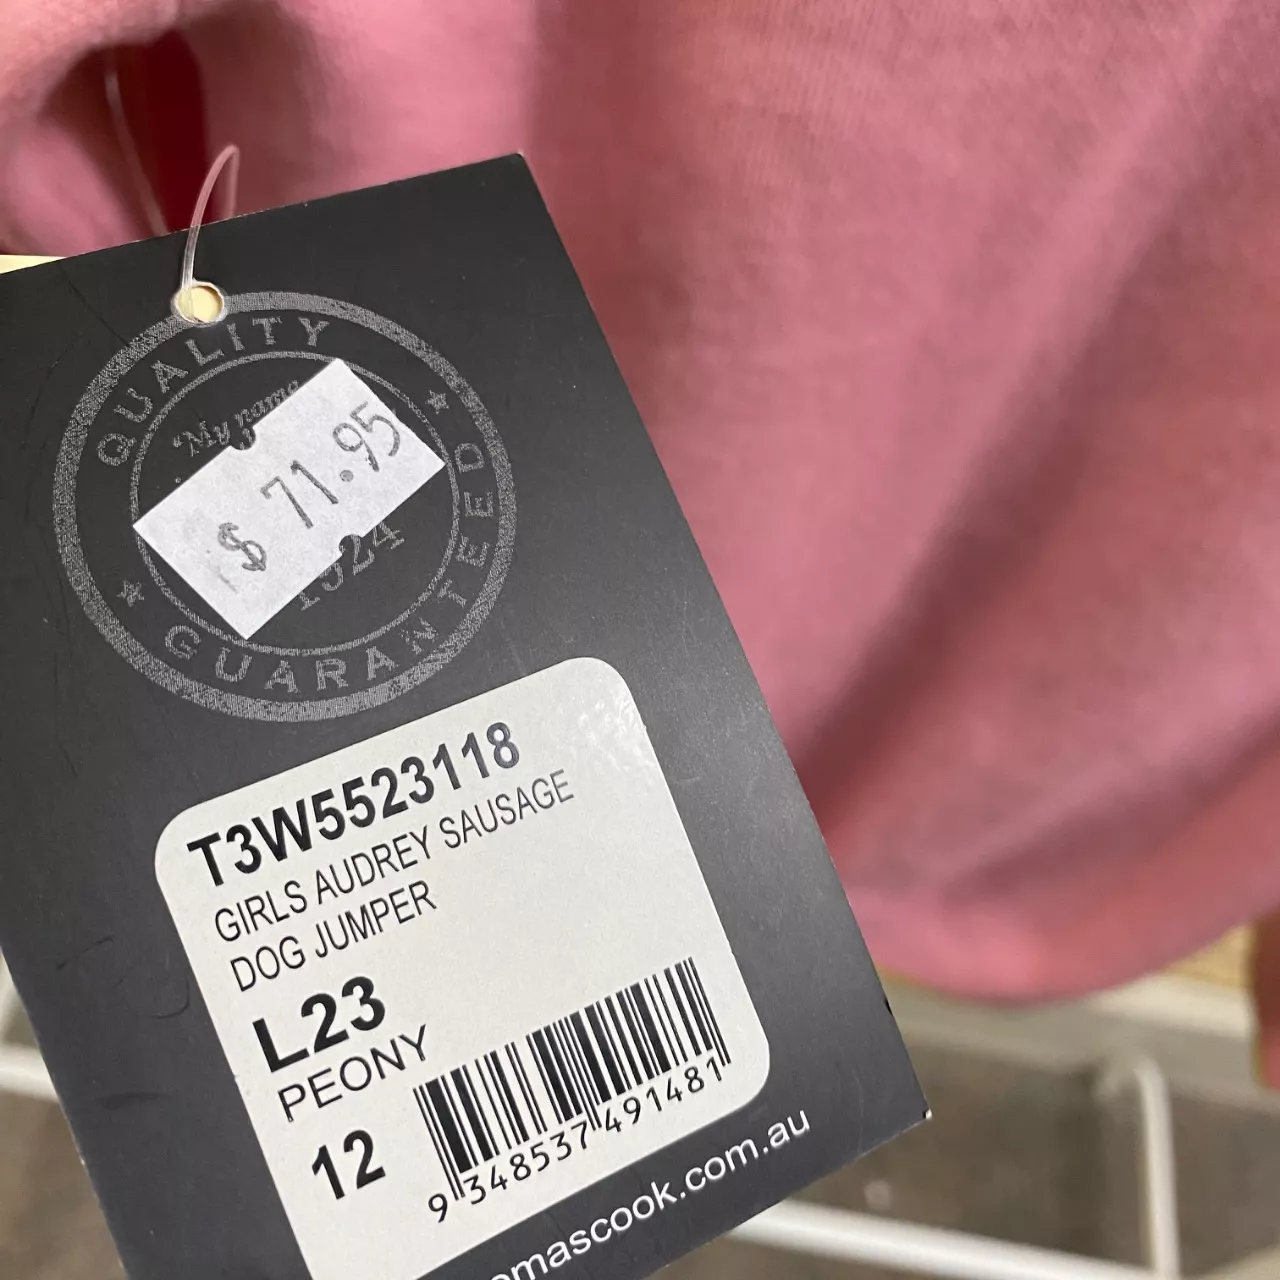 QUALITY
"My name
$ 71.95
1924
GUARANTEED
T3W5523118
GIRLS AUDREY SAUSAGE
DOG JUMPER
L23
PEONY
12
9 348537 491481
omascook.com.au